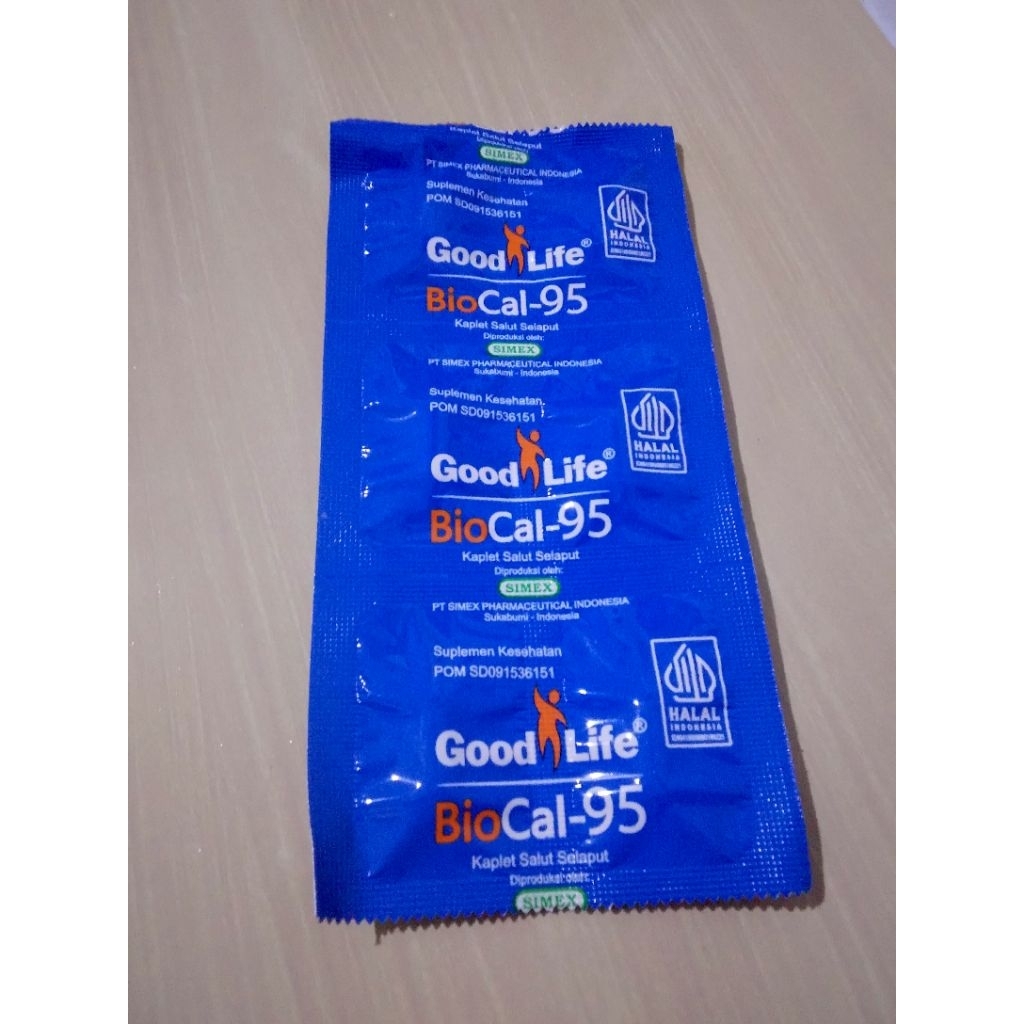 Kaplet Salut Selaput
Diproduksi oleh:
SIMEX
PT SIMEX PHARMACEUTICAL INDONESIA
Sukabumi - Indonesia
Suplemen Kesehatan
POM SD091536151
HALAL
INDONESIA
Good Life®
BioCal-95
Kaplet Salut Selaput
Diproduksi oleh:
SIMEX
PT SIMEX PHARMACEUTICAL INDONESIA
Sukabumi - Indonesia
Suplemen Kesehatan
POM SD091536151
HALAL
INDONESIA
Good Life®
BioCal-95
Kaplet Salut Selaput
Diproduksi oleh:
SIMEX
PT SIMEX PHARMACEUTICAL INDONESIA
Sukabumi - Indonesia
Suplemen Kesehatan
POM SD091536151
HALAL
INDONESIA
Good Life®
BioCal-95
Kaplet Salut Selaput
Diproduksi oleh:
SIMEX